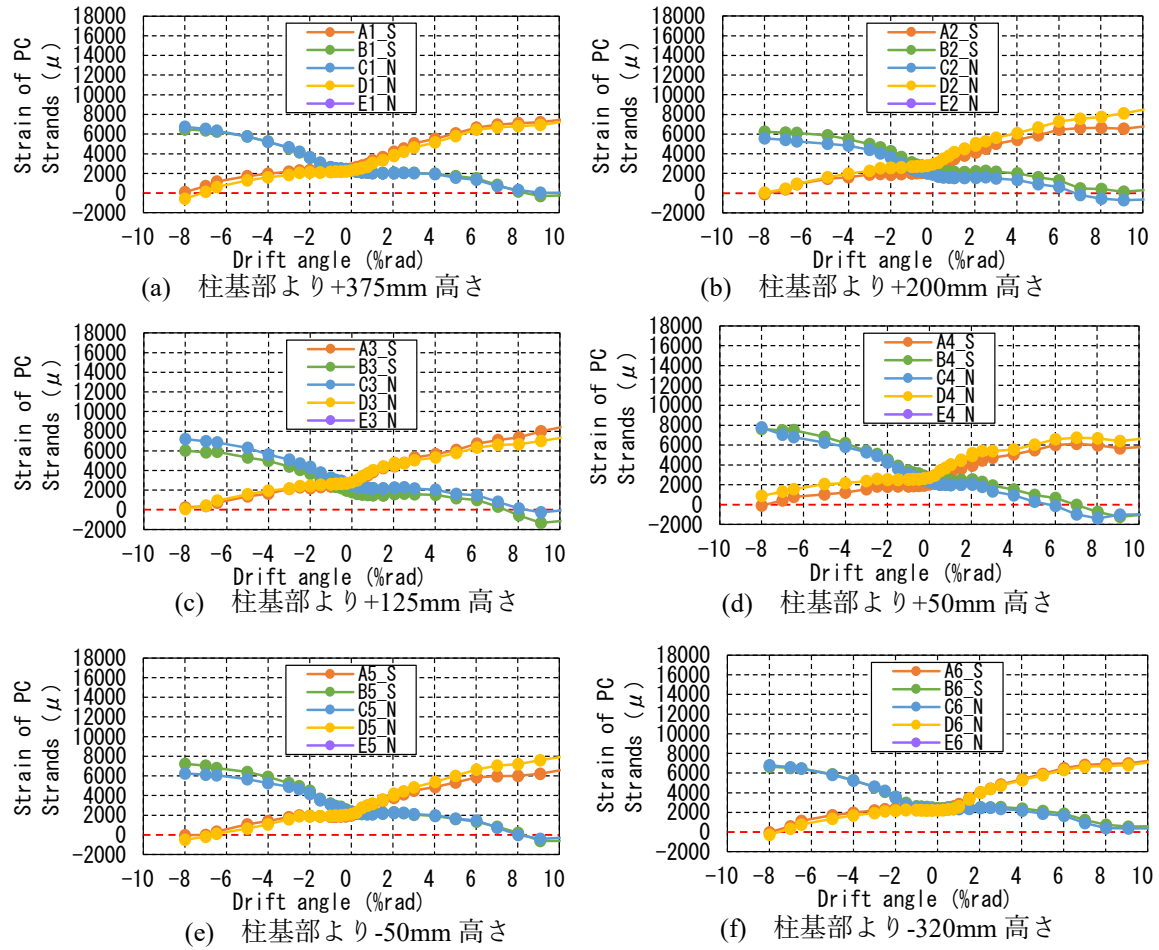 18000
16000
14000
12000
10000
8000
6000
4000
2000
0
-2000
Strain of PC
Strands (μ)
A1_S
B1_S
C1_N
D1_N
E1_N
-10 -8 -6 -4 -2 0 2 4 6 8 10
Drift angle (%rad)
(a) 柱基部より+375mm 高さ
18000
16000
14000
12000
10000
8000
6000
4000
2000
0
-2000
Strain of PC
Strands (μ)
A2_S
B2_S
C2_N
D2_N
E2_N
-10 -8 -6 -4 -2 0 2 4 6 8 10
Drift angle (%rad)
(b) 柱基部より+200mm 高さ
18000
16000
14000
12000
10000
8000
6000
4000
2000
0
-2000
Strain of PC
Strands (μ)
A3_S
B3_S
C3_N
D3_N
E3_N
-10 -8 -6 -4 -2 0 2 4 6 8 10
Drift angle (%rad)
(c) 柱基部より+125mm 高さ
18000
16000
14000
12000
10000
8000
6000
4000
2000
0
-2000
Strain of PC
Strands (μ)
A4_S
B4_S
C4_N
D4_N
E4_N
-10 -8 -6 -4 -2 0 2 4 6 8 10
Drift angle (%rad)
(d) 柱基部より+50mm 高さ
18000
16000
14000
12000
10000
8000
6000
4000
2000
0
-2000
Strain of PC
Strands (μ)
A5_S
B5_S
C5_N
D5_N
E5_N
-10 -8 -6 -4 -2 0 2 4 6 8 10
Drift angle (%rad)
(e) 柱基部より-50mm 高さ
18000
16000
14000
12000
10000
8000
6000
4000
2000
0
-2000
Strain of PC
Strands (μ)
A6_S
B6_S
C6_N
D6_N
E6_N
-10 -8 -6 -4 -2 0 2 4 6 8 10
Drift angle (%rad)
(f) 柱基部より-320mm 高さ